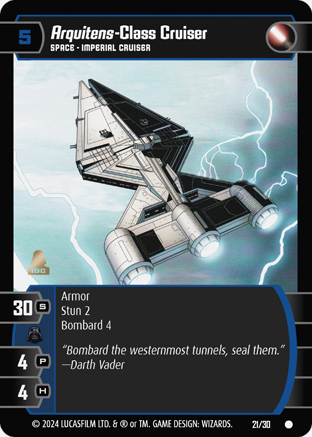 5
Arquitens-Class Cruiser
SPACE • IMPERIAL CRUISER
30 S
Armor
Stun 2
Bombard 4
4 P
“Bombard the westernmost tunnels, seal them.”
—Darth Vader
4 H
© 2024 LUCASFILM LTD. & ® or TM. GAME DESIGN: WIZARDS. 21/30